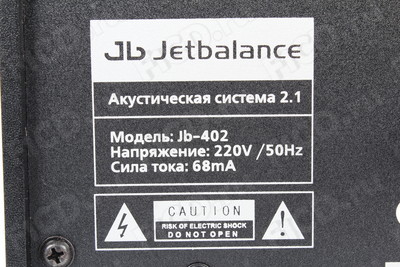 Jb Jetbalance
Акустическая система 2.1
Модель: Jb-402
Напряжение: 220V /50Hz
Сила тока: 68mA
CAUTION
RISK OF ELECTRIC SHOCK
DO NOT OPEN